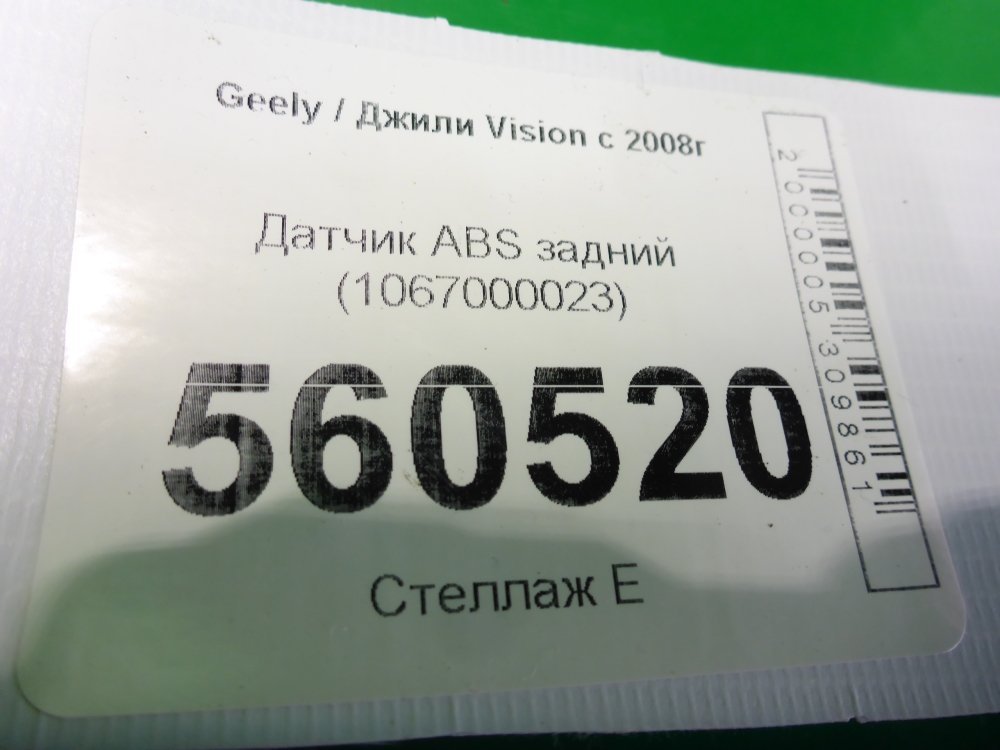 Geely / Джили Vision с 2008г
Датчик ABS задний
(1067000023)
560520
Стеллаж Е
2000005309861